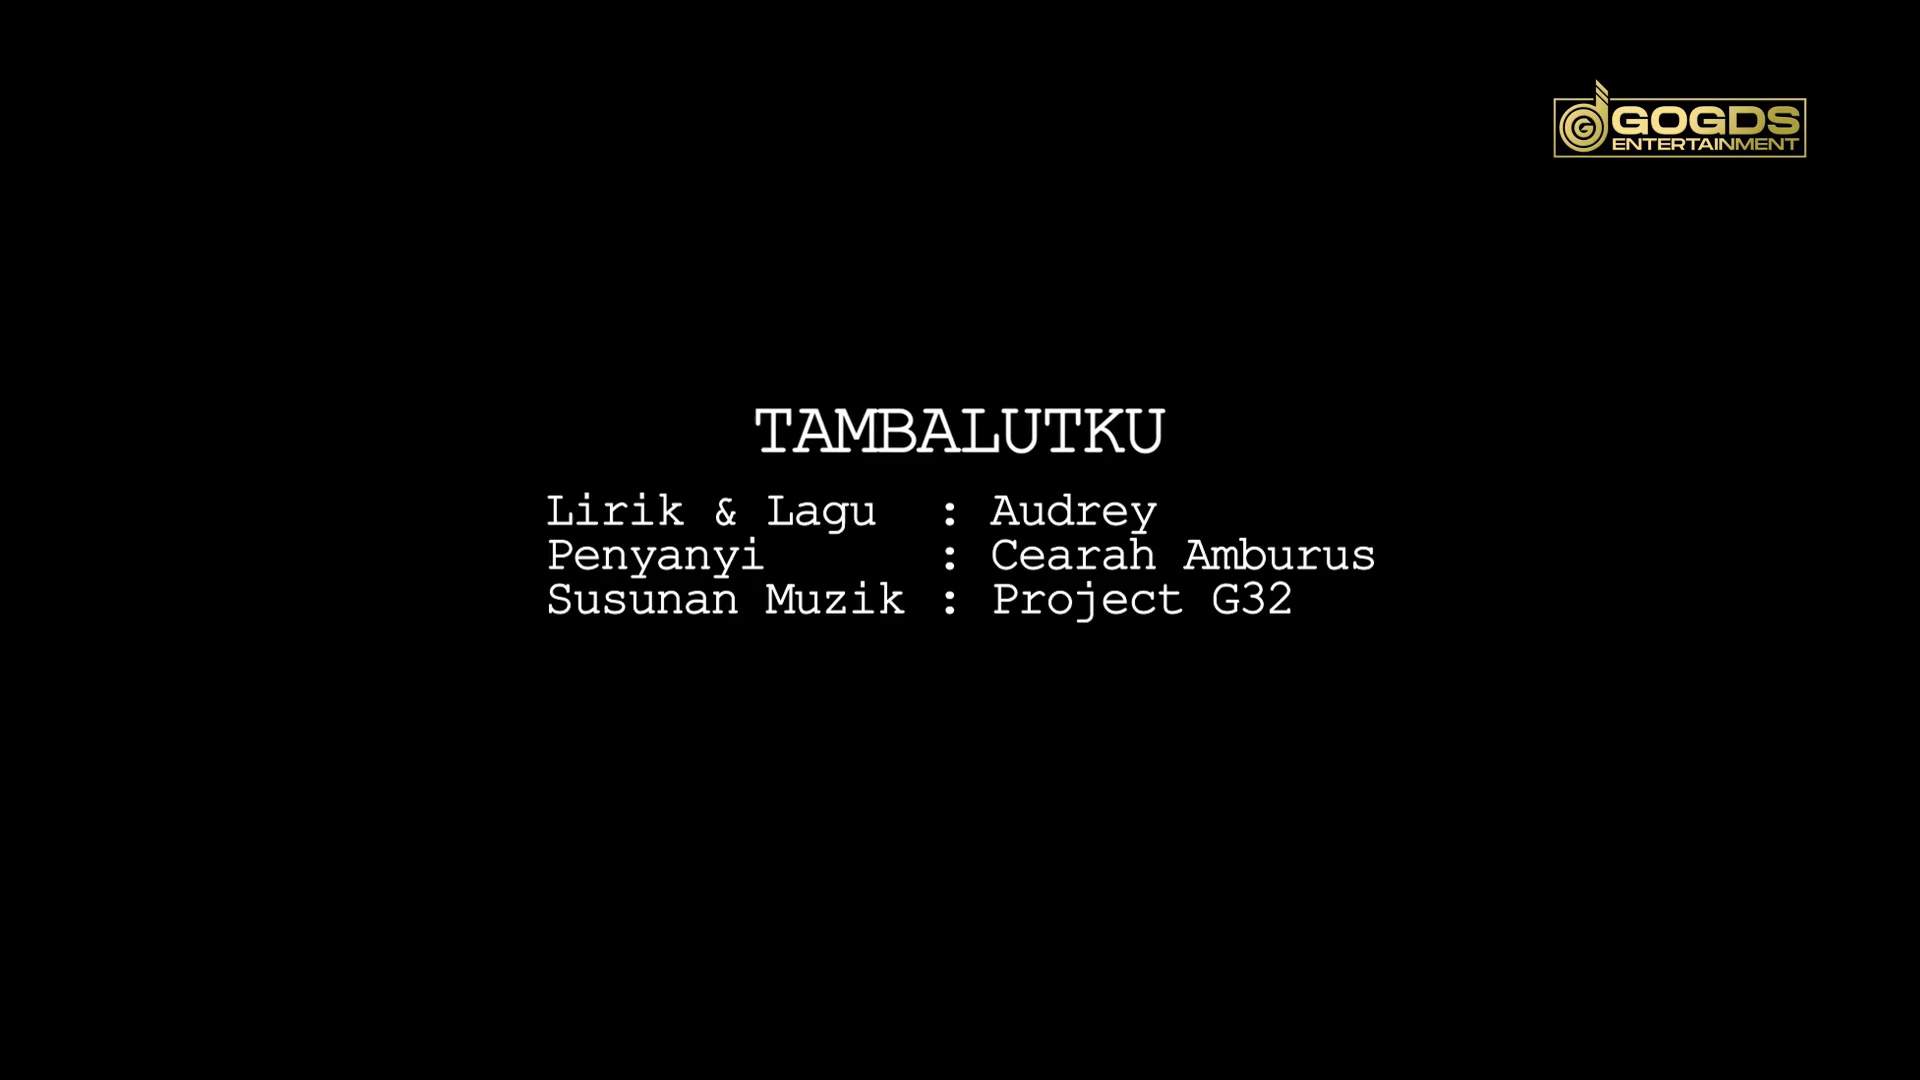 GOGDS
ENTERTAINMENT
TAMBALUTKU
Lirik & Lagu : Audrey
Penyanyi : Cearah Amburus
Susunan Muzik : Project G32